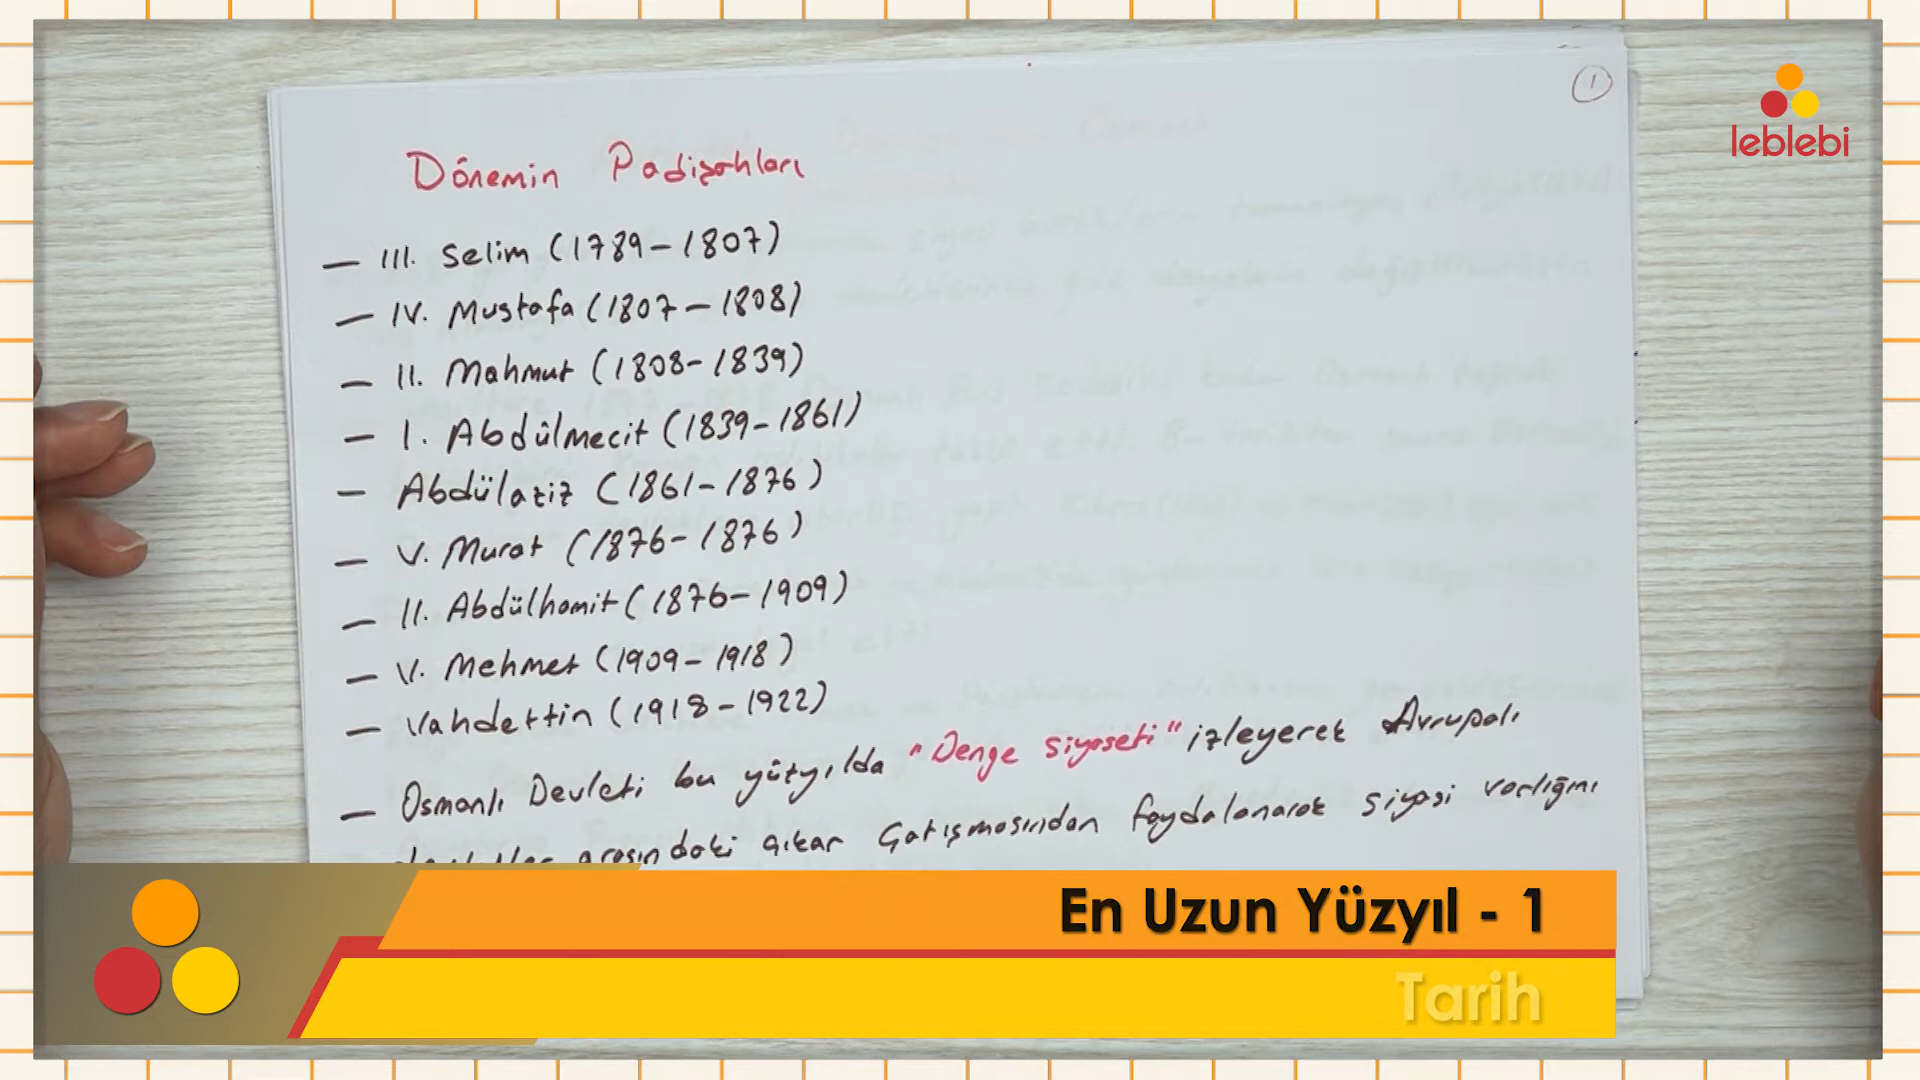 1
leblebi
Dönemin Padişahları
— III. Selim (1789 – 1807)
— IV. Mustafa (1807 – 1808)
— II. Mahmut (1808 - 1839)
— I. Abdülmecit (1839 - 1861)
— Abdülaziz (1861 - 1876)
— V. Murat (1876 - 1876)
— II. Abdülhamit (1876 - 1909)
— V. Mehmet (1909 - 1918)
— Vahdettin (1918 - 1922)
— Osmanlı Devleti bu yüzyılda "Denge siyaseti" izleyerek Avrupalı
arasındaki çıkar çatışmasından faydalanarak siyasi varlığını
En Uzun Yüzyıl - 1
Tarih